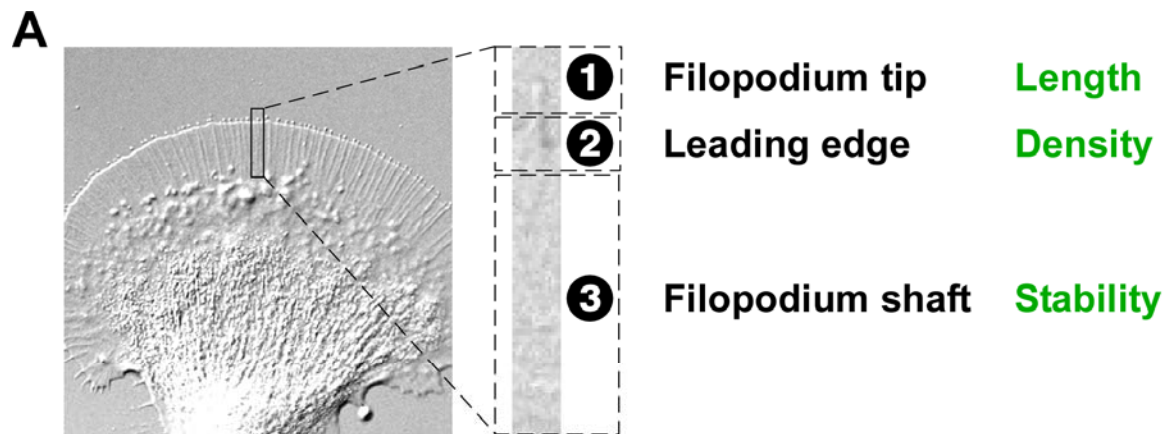 A
1 Filopodium tip Length
2 Leading edge Density
3 Filopodium shaft Stability